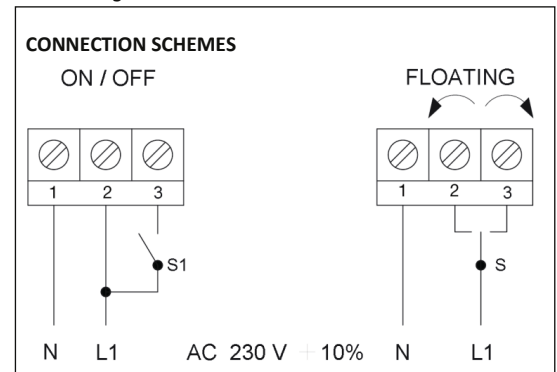 CONNECTION SCHEMES
ON / OFF
FLOATING
1 2 3
1 2 3
S1
S
N L1 AC 230 V + 10% N L1